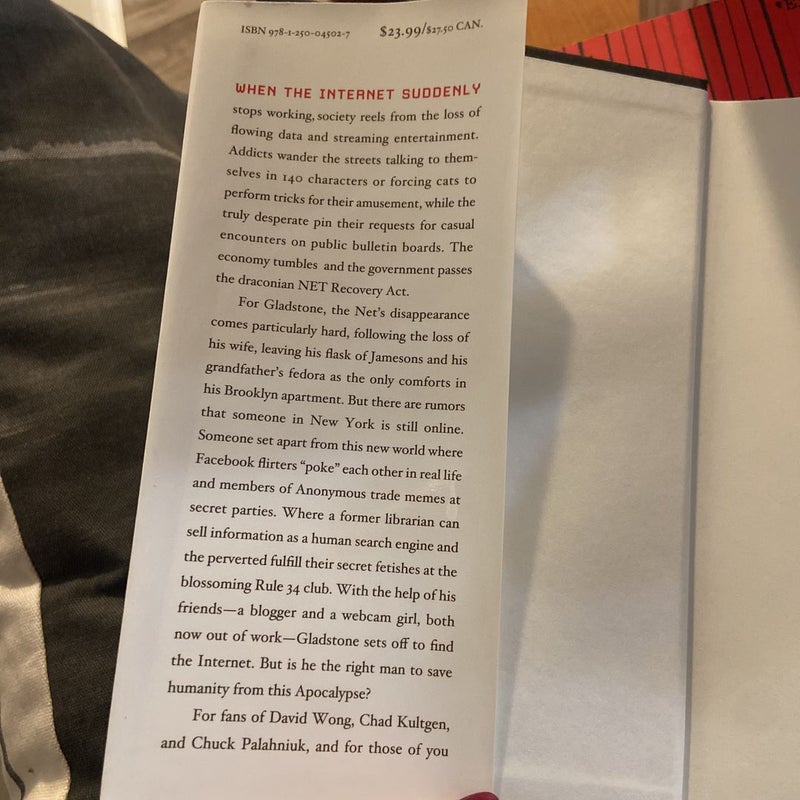 ISBN 978-1-250-04502-7 $23.99/$27.50 CAN.
WHEN THE INTERNET SUDDENLY
stops working, society reels from the loss of
flowing data and streaming entertainment.
Addicts wander the streets talking to them-
selves in 140 characters or forcing cats to
perform tricks for their amusement, while the
truly desperate pin their requests for casual
encounters on public bulletin boards. The
economy tumbles and the government passes
the draconian NET Recovery Act.
For Gladstone, the Net's disappearance
comes particularly hard, following the loss of
his wife, leaving his flask of Jamesons and his
grandfather's fedora as the only comforts in
his Brooklyn apartment. But there are rumors
that someone in New York is still online.
Someone set apart from this new world where
Facebook flirters "poke" each other in real life
and members of Anonymous trade memes at
secret parties. Where a former librarian can
sell information as a human search engine and
the perverted fulfill their secret fetishes at the
blossoming Rule 34 club. With the help of his
friends—a blogger and a webcam girl, both
now out of work—Gladstone sets off to find
the Internet. But is he the right man to save
humanity from this Apocalypse?
For fans of David Wong, Chad Kultgen,
and Chuck Palahniuk, and for those of you